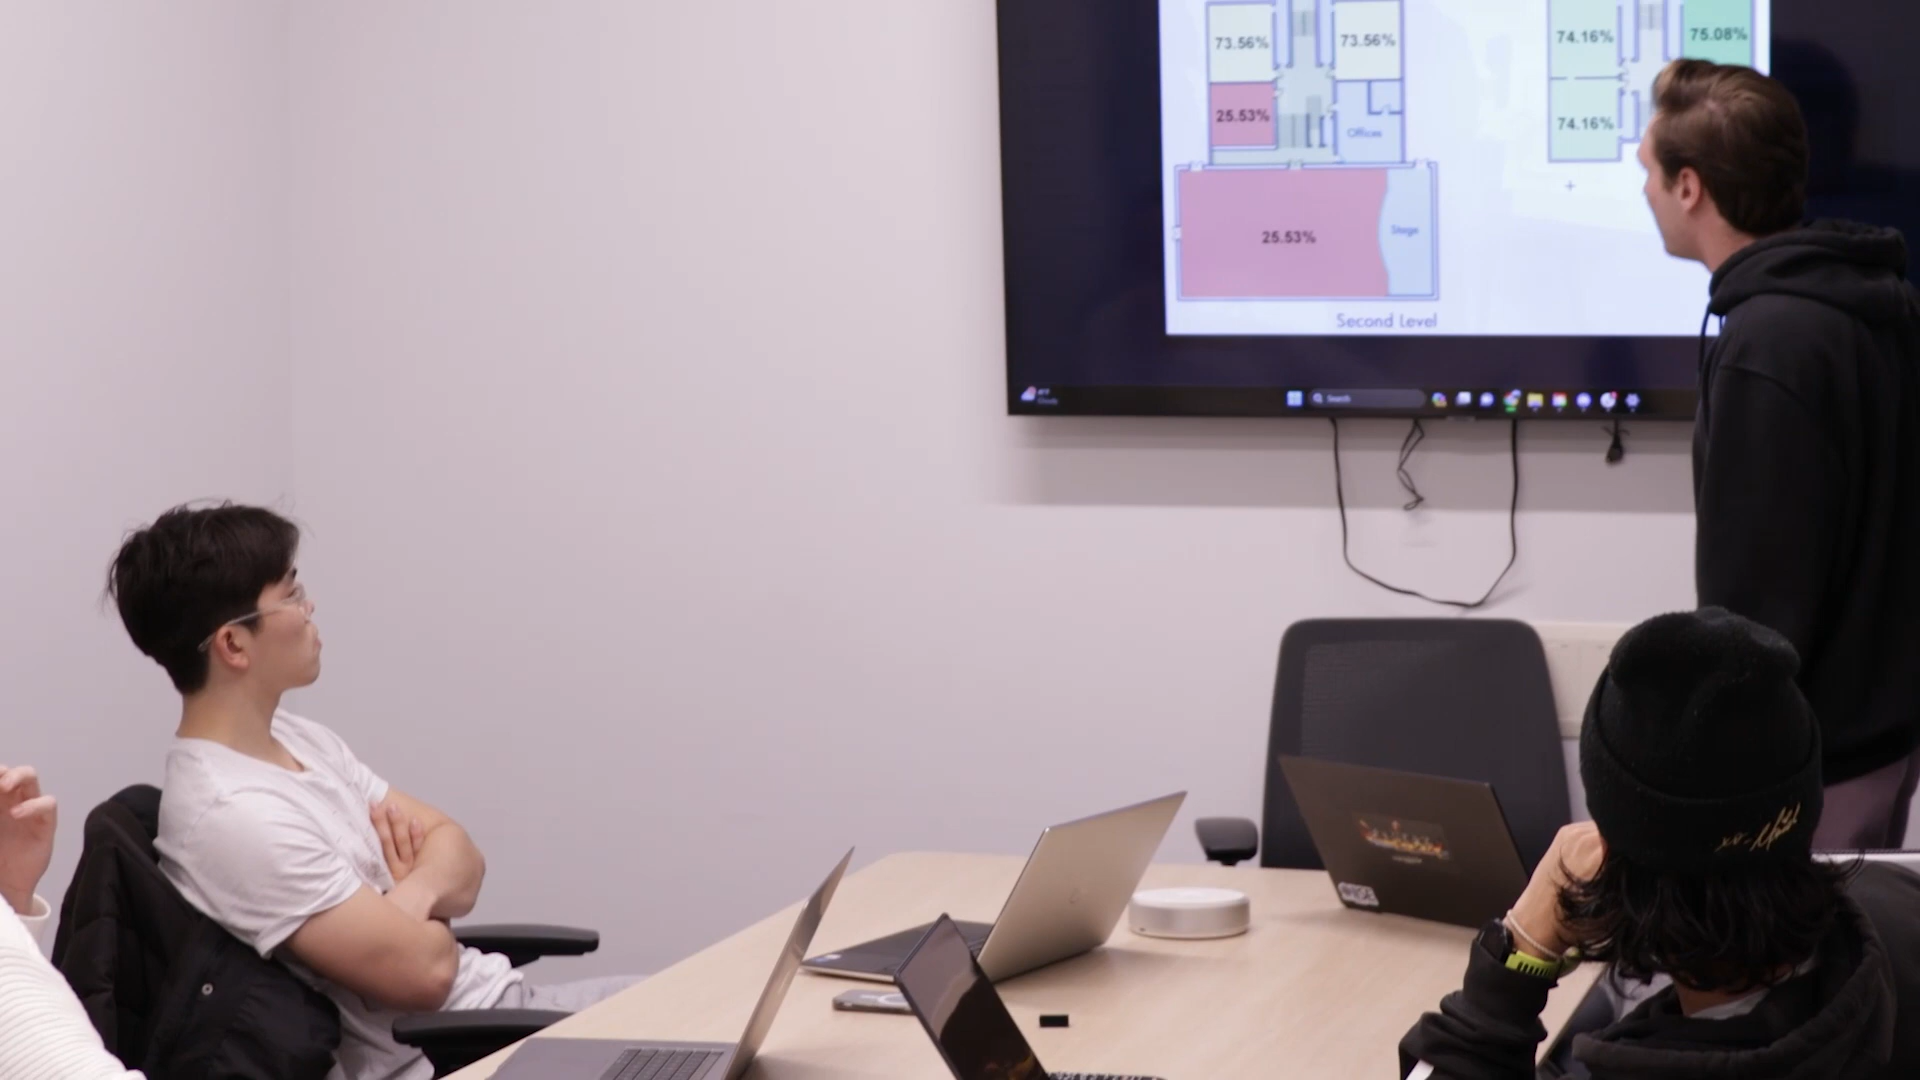 73.56%
73.56%
74.16%
75.08%
25.53%
Offices
74.16%
25.53%
Stage
Second Level
Search